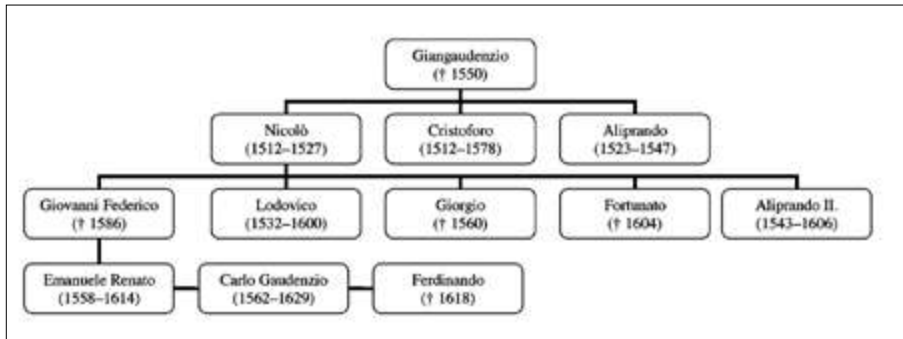 Giangaudenzio
(† 1550)
Nicolò
(1512–1527)
Cristoforo
(1512–1578)
Aliprando
(1523–1547)
Giovanni Federico
(† 1586)
Lodovico
(1532–1600)
Giorgio
(† 1560)
Fortunato
(† 1604)
Aliprando II.
(1543–1606)
Emanuele Renato
(1558–1614)
Carlo Gaudenzio
(1562–1629)
Ferdinando
(† 1618)